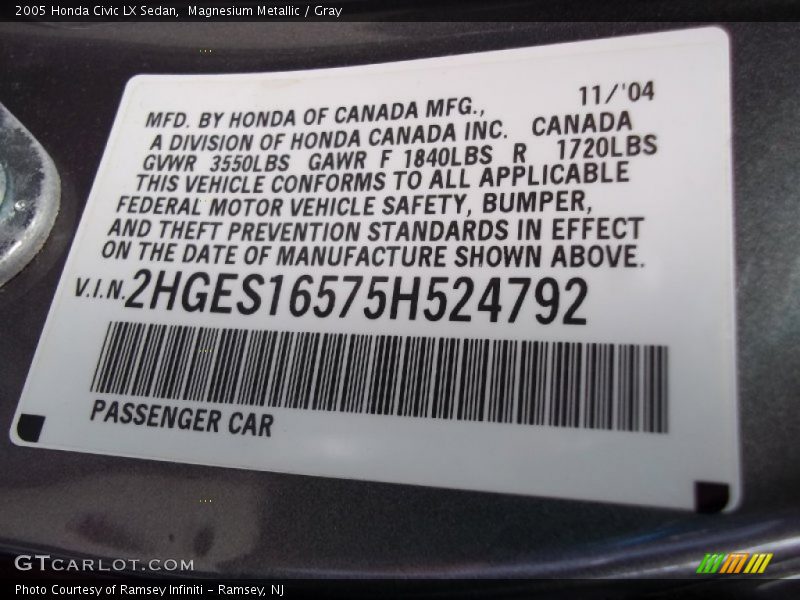 2005 Honda Civic LX Sedan,  Magnesium Metallic / Gray
11/'04
MFD. BY HONDA OF CANADA MFG.,
A DIVISION OF HONDA CANADA INC. CANADA
GVWR 3550LBS GAWR F 1840LBS R 1720LBS
THIS VEHICLE CONFORMS TO ALL APPLICABLE
FEDERAL MOTOR VEHICLE SAFETY, BUMPER,
AND THEFT PREVENTION STANDARDS IN EFFECT
ON THE DATE OF MANUFACTURE SHOWN ABOVE.
V.I.N. 2HGES16575H524792
PASSENGER CAR
GTCARLOT.COM
Photo Courtesy of Ramsey Infiniti - Ramsey, NJ